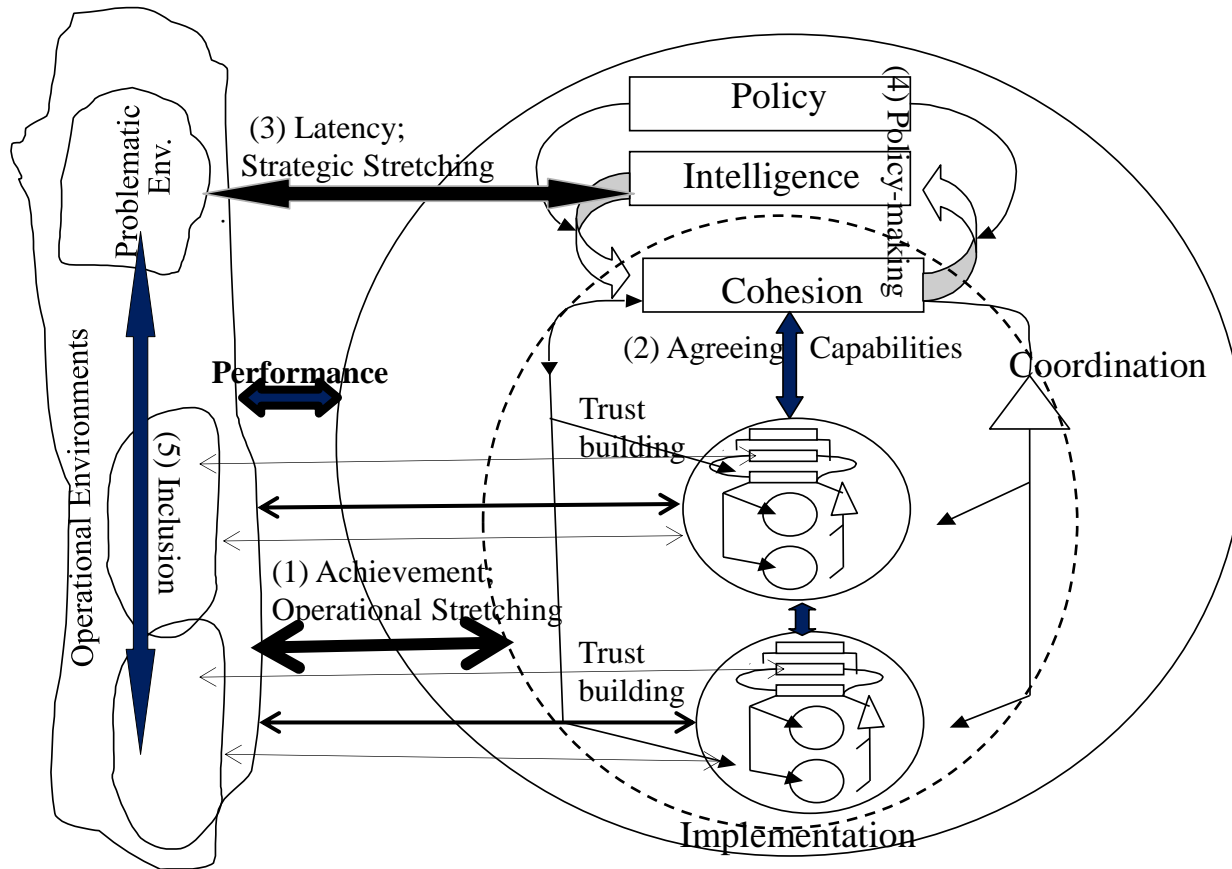 Policy
(4) Policy-making
(3) Latency;
Strategic Stretching
Intelligence
Problematic
Env.
Cohesion
(2) Agreeing Capabilities
Coordination
Performance
Trust
building
Operational Environments
(5) Inclusion
(1) Achievement;
Operational Stretching
Trust
building
Implementation